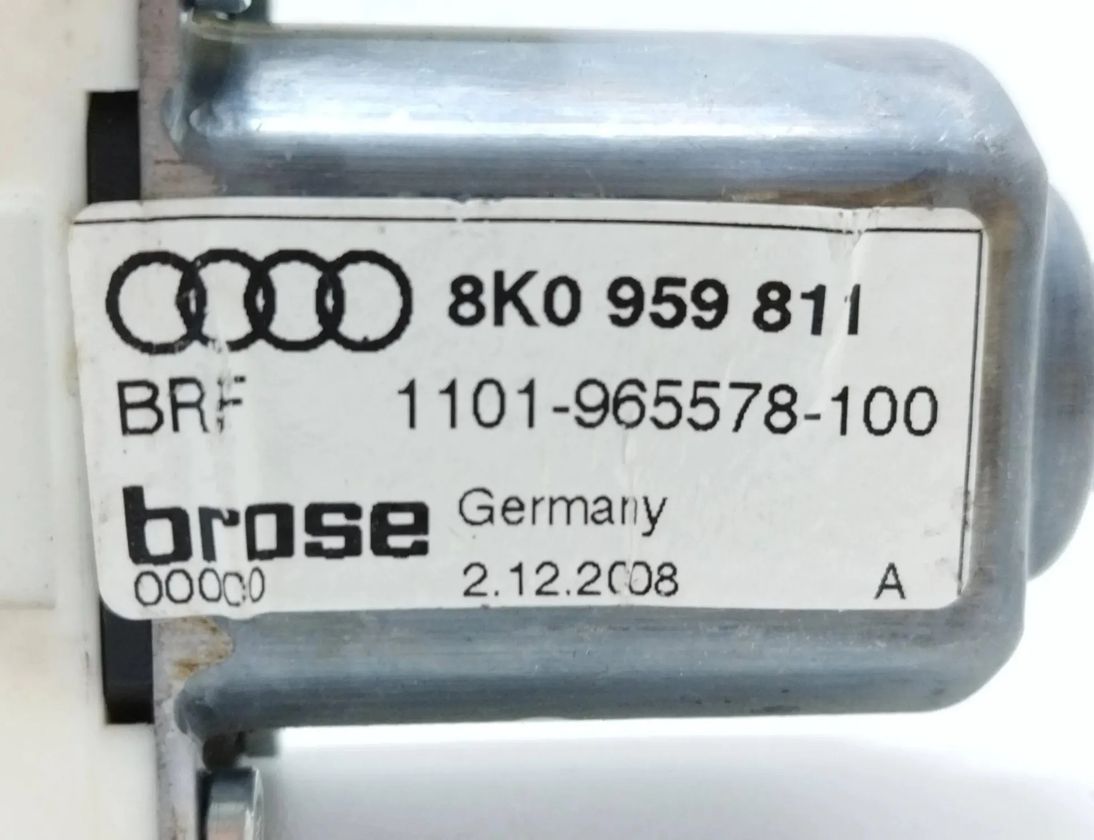 8K0 959 811
BRF 1101-965578-100
brose Germany
00000 2.12.2008 A